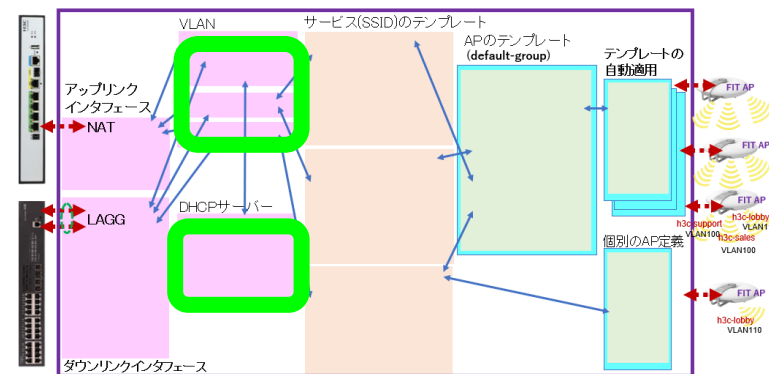 VLAN
サービス(SSID)のテンプレート
APのテンプレート
(default-group)
テンプレートの
自動適用
アップリンク
インタフェース
NAT
LAGG
DHCPサーバー
ダウンリンクインタフェース
個別のAP定義
FIT AP
FIT AP
FIT AP
h3c-lobby
h3c-support
VLAN1
VLAN100
h3c-sales
VLAN100
FIT AP
h3c-lobby
VLAN110